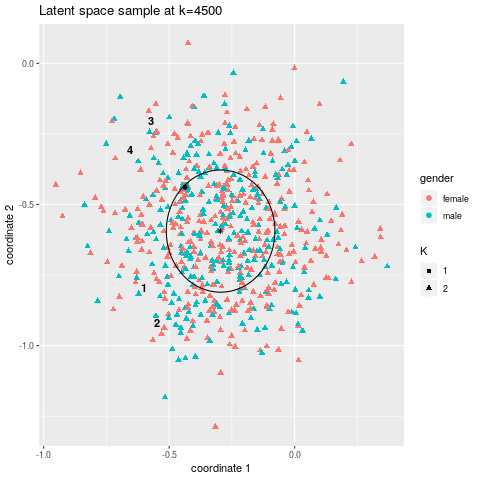 Latent space sample at k=4500
0.0
-0.5
-1.0
coordinate 2
3
4
1
2
-1.0
-0.5
0.0
coordinate 1
gender
female
male
K
1
2